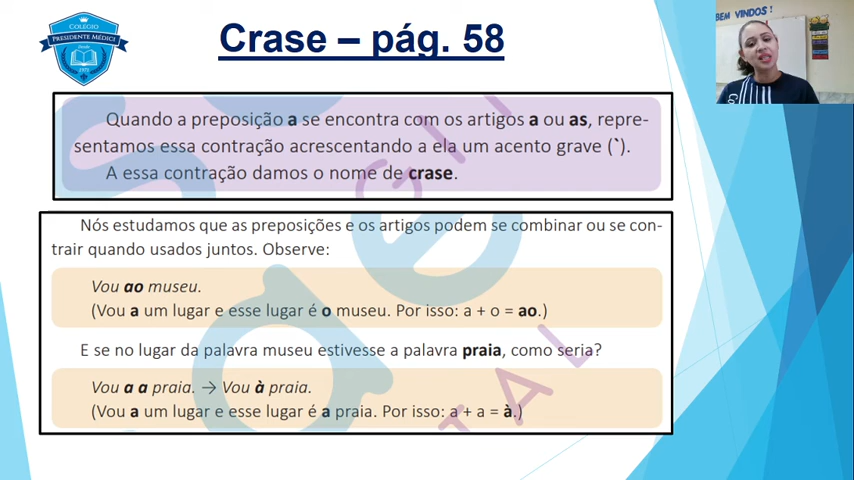 COLÉGIO
PRESIDENTE MÉDICI
Crase – pág. 58
BEM VINDOS!
Quando a preposição a se encontra com os artigos a ou as, repre-
sentamos essa contração acrescentando a ela um acento grave (`).
A essa contração damos o nome de crase.
Nós estudamos que as preposições e os artigos podem se combinar ou se con-
trair quando usados juntos. Observe:
Vou ao museu.
(Vou a um lugar e esse lugar é o museu. Por isso: a + o = ao.)
E se no lugar da palavra museu estivesse a palavra praia, como seria?
Vou a a praia. → Vou à praia.
(Vou a um lugar e esse lugar é a praia. Por isso: a + a = à.)
GIT
TAL